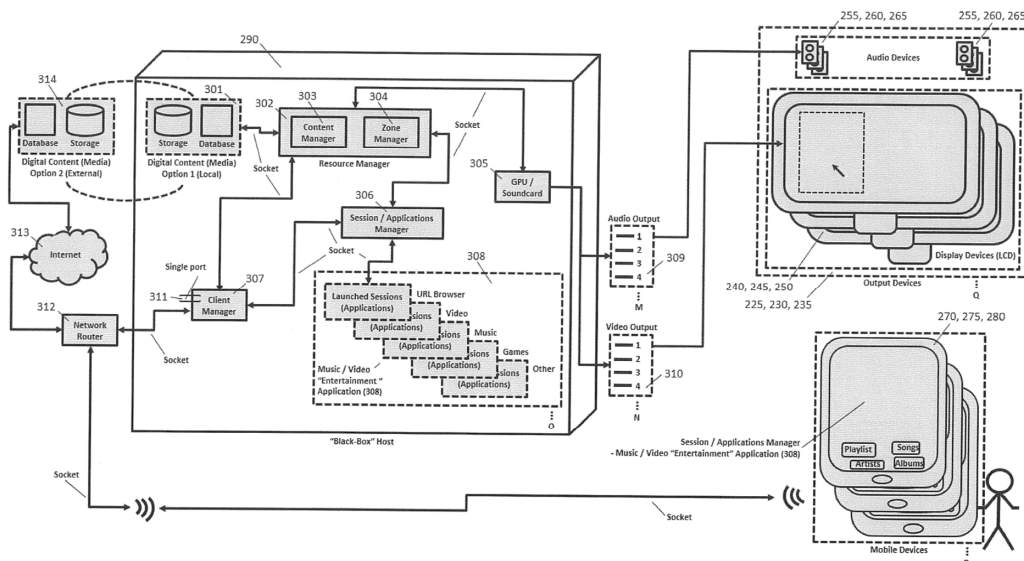 255, 260, 265
255, 260, 265
Audio Devices
290
314
301
302
303
304
Content
Manager
Zone
Manager
Resource Manager
Socket
Database
Storage
Digital Content (Media)
Option 2 (External)
Storage
Database
Digital Content (Media)
Option 1 (Local)
Socket
305
GPU /
Soundcard
306
Session / Applications
Manager
Socket
313
Internet
Single port
311
307
Client
Manager
312
Network
Router
Socket
308
Launched Sessions
(Applications)
URL Browser
sions
(Applications)
Video
sions
(Applications)
Music
sions
(Applications)
Games
sions
(Applications)
Other
Music / Video
"Entertainment "
Application (308)
O
"Black-Box" Host
Audio Output
1
2
3
4
309
M
Video Output
1
2
3
4
310
N
Display Devices (LCD)
240, 245, 250
225, 230, 235
Output Devices
Q
270, 275, 280
Session / Applications Manager
- Music / Video "Entertainment" Application (308)
Playlist
Songs
Artists
Albums
Mobile Devices
Socket
Socket